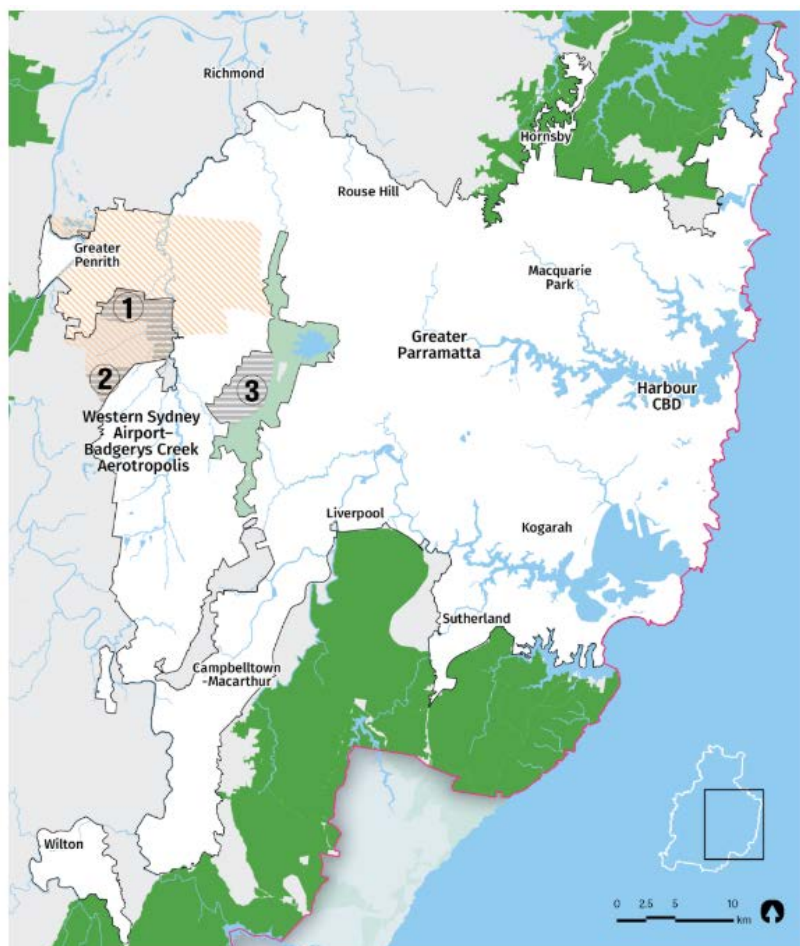 Richmond
Hornsby
Rouse Hill
Greater
Penrith
Macquarie
Park
1
Greater
Parramatta
2
3
Harbour
CBD
Western Sydney
Airport–
Badgerys Creek
Aerotropolis
Liverpool
Kogarah
Sutherland
Campbelltown
-Macarthur
Wilton
0 2.5 5 10
km